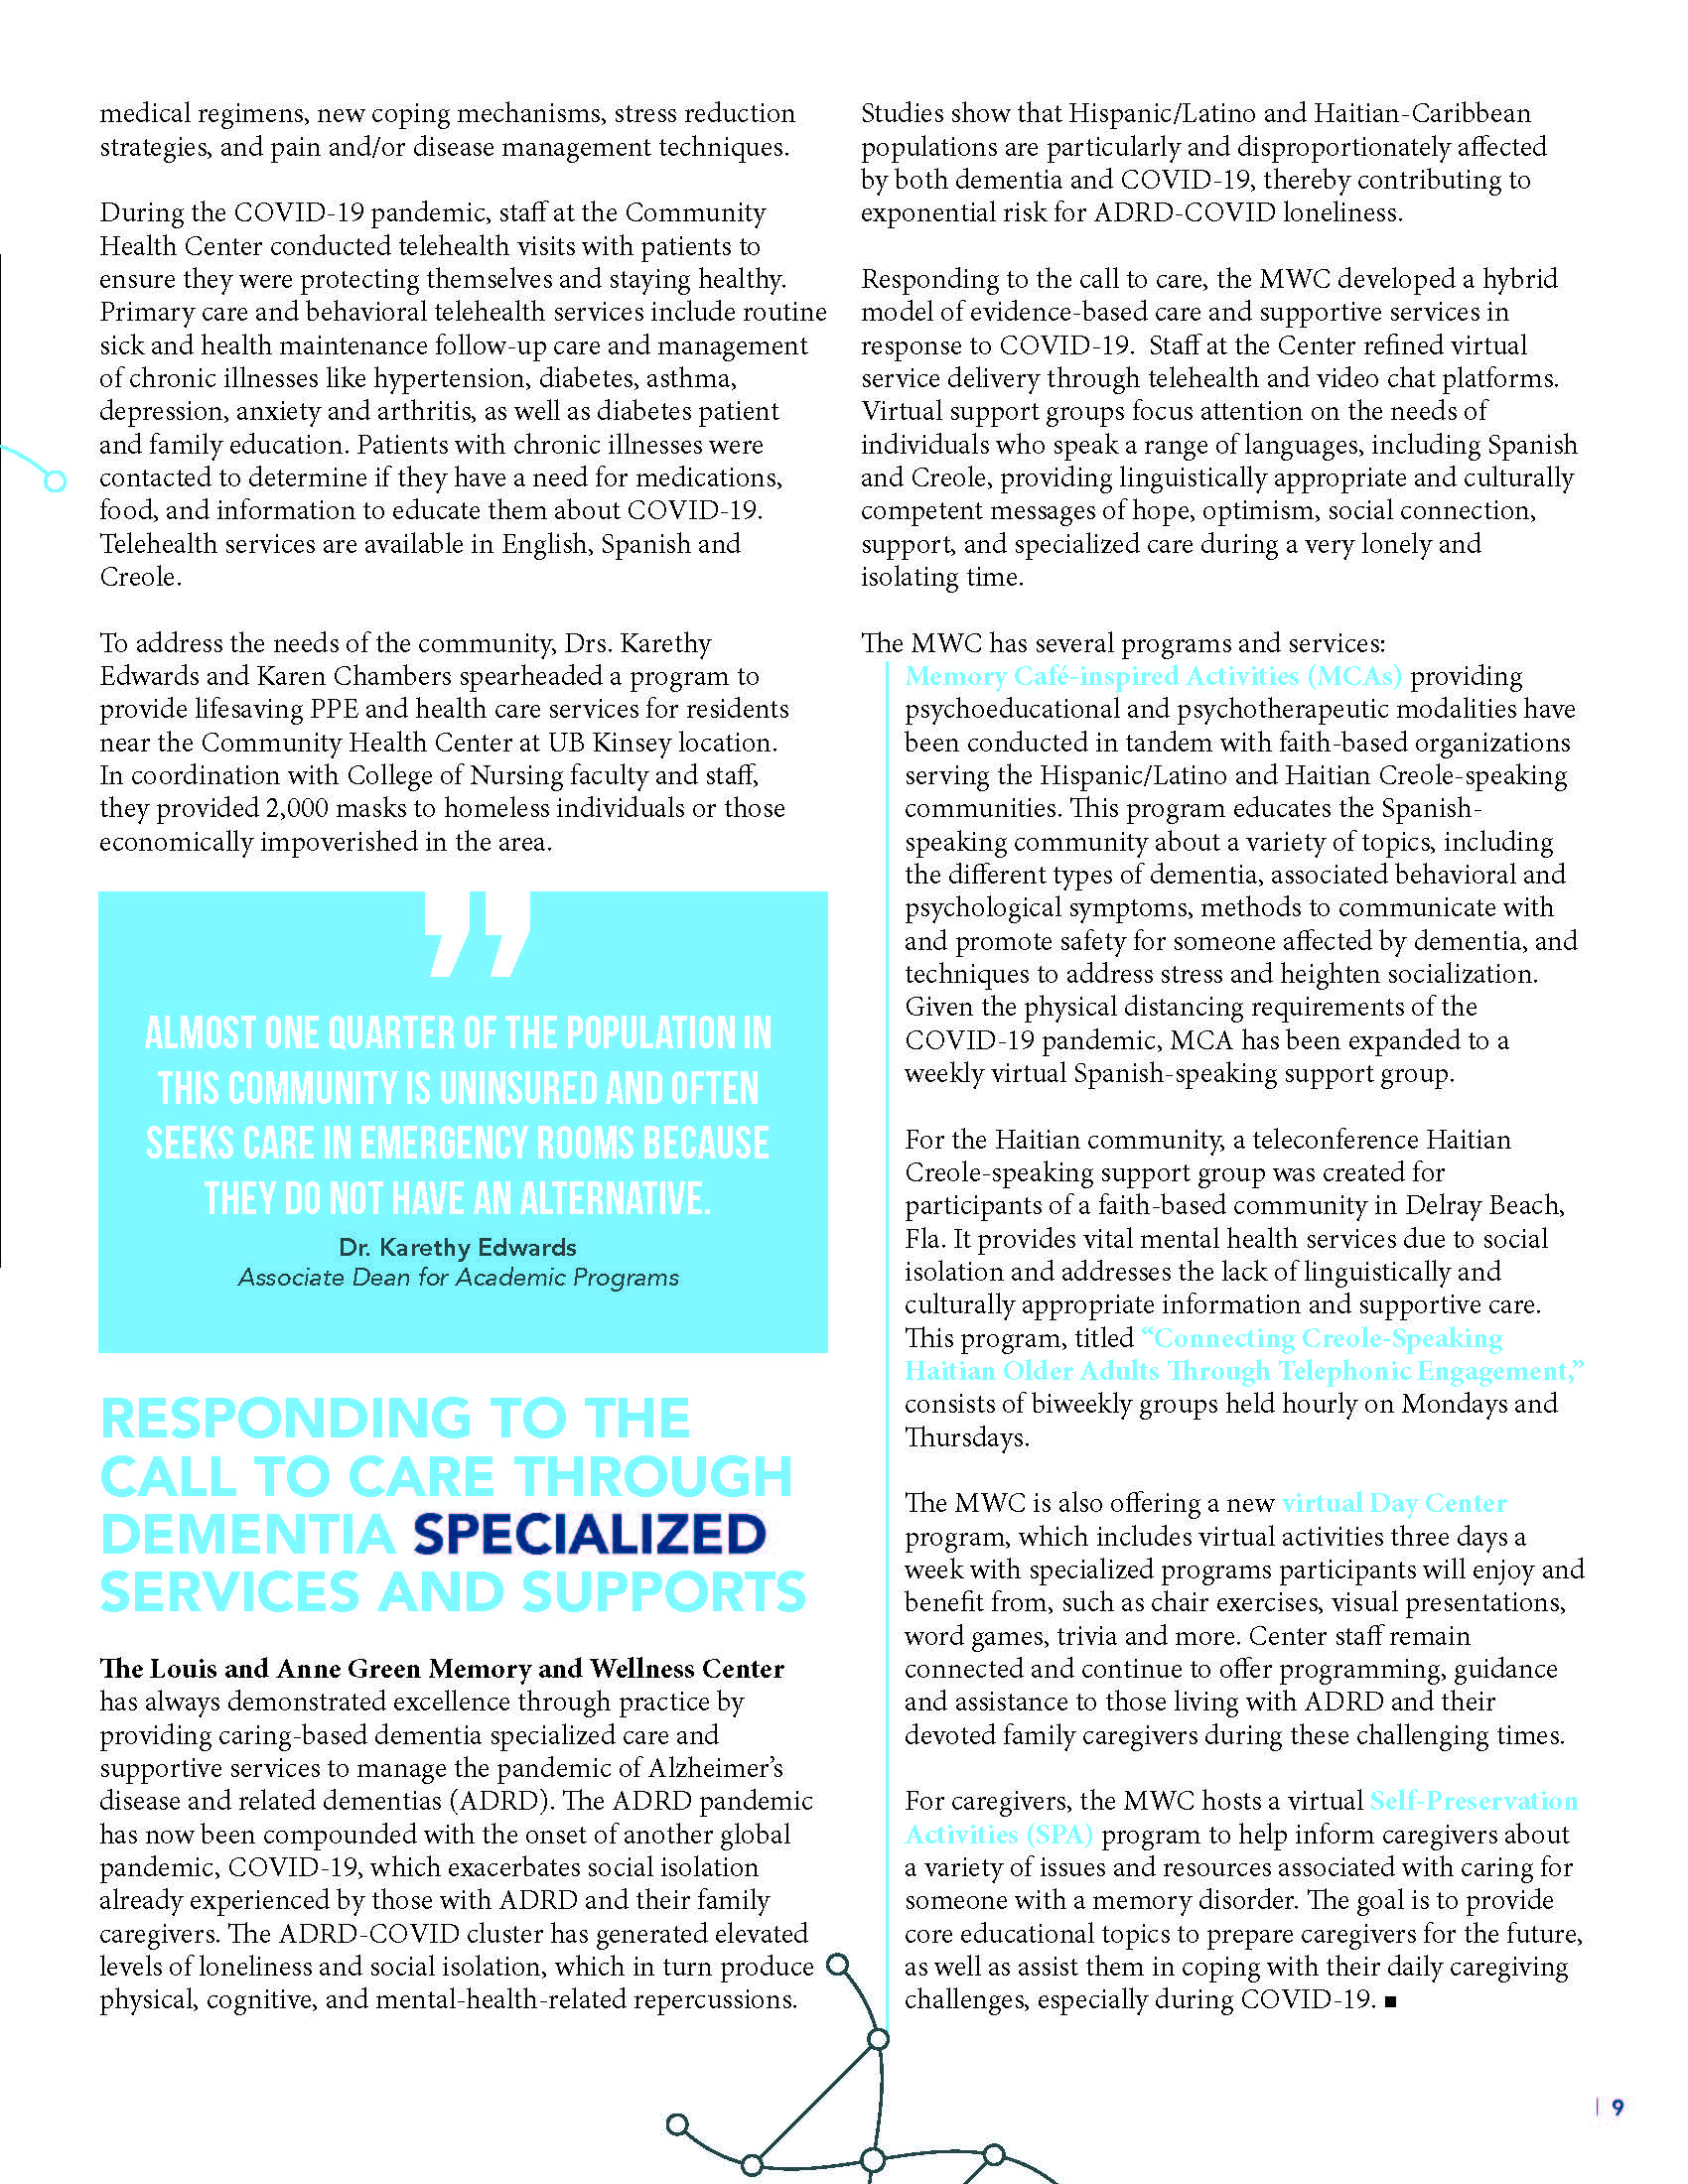 medical regimens, new coping mechanisms, stress reduction
strategies, and pain and/or disease management techniques.
During the COVID-19 pandemic, staff at the Community
Health Center conducted telehealth visits with patients to
ensure they were protecting themselves and staying healthy.
Primary care and behavioral telehealth services include routine
sick and health maintenance follow-up care and management
of chronic illnesses like hypertension, diabetes, asthma,
depression, anxiety and arthritis, as well as diabetes patient
and family education. Patients with chronic illnesses were
contacted to determine if they have a need for medications,
food, and information to educate them about COVID-19.
Telehealth services are available in English, Spanish and
Creole.
To address the needs of the community, Drs. Karethy
Edwards and Karen Chambers spearheaded a program to
provide lifesaving PPE and health care services for residents
near the Community Health Center at UB Kinsey location.
In coordination with College of Nursing faculty and staff,
they provided 2,000 masks to homeless individuals or those
economically impoverished in the area.
”
ALMOST ONE QUARTER OF THE POPULATION IN
THIS COMMUNITY IS UNINSURED AND OFTEN
SEEKS CARE IN EMERGENCY ROOMS BECAUSE
THEY DO NOT HAVE AN ALTERNATIVE.
Dr. Karethy Edwards
Associate Dean for Academic Programs
RESPONDING TO THE
CALL TO CARE THROUGH
DEMENTIA SPECIALIZED
SERVICES AND SUPPORTS
The Louis and Anne Green Memory and Wellness Center
has always demonstrated excellence through practice by
providing caring-based dementia specialized care and
supportive services to manage the pandemic of Alzheimer’s
disease and related dementias (ADRD). The ADRD pandemic
has now been compounded with the onset of another global
pandemic, COVID-19, which exacerbates social isolation
already experienced by those with ADRD and their family
caregivers. The ADRD-COVID cluster has generated elevated
levels of loneliness and social isolation, which in turn produce
physical, cognitive, and mental-health-related repercussions.
Studies show that Hispanic/Latino and Haitian-Caribbean
populations are particularly and disproportionately affected
by both dementia and COVID-19, thereby contributing to
exponential risk for ADRD-COVID loneliness.
Responding to the call to care, the MWC developed a hybrid
model of evidence-based care and supportive services in
response to COVID-19.  Staff at the Center refined virtual
service delivery through telehealth and video chat platforms.
Virtual support groups focus attention on the needs of
individuals who speak a range of languages, including Spanish
and Creole, providing linguistically appropriate and culturally
competent messages of hope, optimism, social connection,
support, and specialized care during a very lonely and
isolating time.
The MWC has several programs and services:
Memory Café-inspired Activities (MCAs) providing
psychoeducational and psychotherapeutic modalities have
been conducted in tandem with faith-based organizations
serving the Hispanic/Latino and Haitian Creole-speaking
communities. This program educates the Spanish-
speaking community about a variety of topics, including
the different types of dementia, associated behavioral and
psychological symptoms, methods to communicate with
and promote safety for someone affected by dementia, and
techniques to address stress and heighten socialization.
Given the physical distancing requirements of the
COVID-19 pandemic, MCA has been expanded to a
weekly virtual Spanish-speaking support group.
For the Haitian community, a teleconference Haitian
Creole-speaking support group was created for
participants of a faith-based community in Delray Beach,
Fla. It provides vital mental health services due to social
isolation and addresses the lack of linguistically and
culturally appropriate information and supportive care.
This program, titled “Connecting Creole-Speaking
Haitian Older Adults Through Telephonic Engagement,”
consists of biweekly groups held hourly on Mondays and
Thursdays.
The MWC is also offering a new virtual Day Center
program, which includes virtual activities three days a
week with specialized programs participants will enjoy and
benefit from, such as chair exercises, visual presentations,
word games, trivia and more. Center staff remain
connected and continue to offer programming, guidance
and assistance to those living with ADRD and their
devoted family caregivers during these challenging times.
For caregivers, the MWC hosts a virtual Self-Preservation
Activities (SPA) program to help inform caregivers about
a variety of issues and resources associated with caring for
someone with a memory disorder. The goal is to provide
core educational topics to prepare caregivers for the future,
as well as assist them in coping with their daily caregiving
challenges, especially during COVID-19. ■
| 9